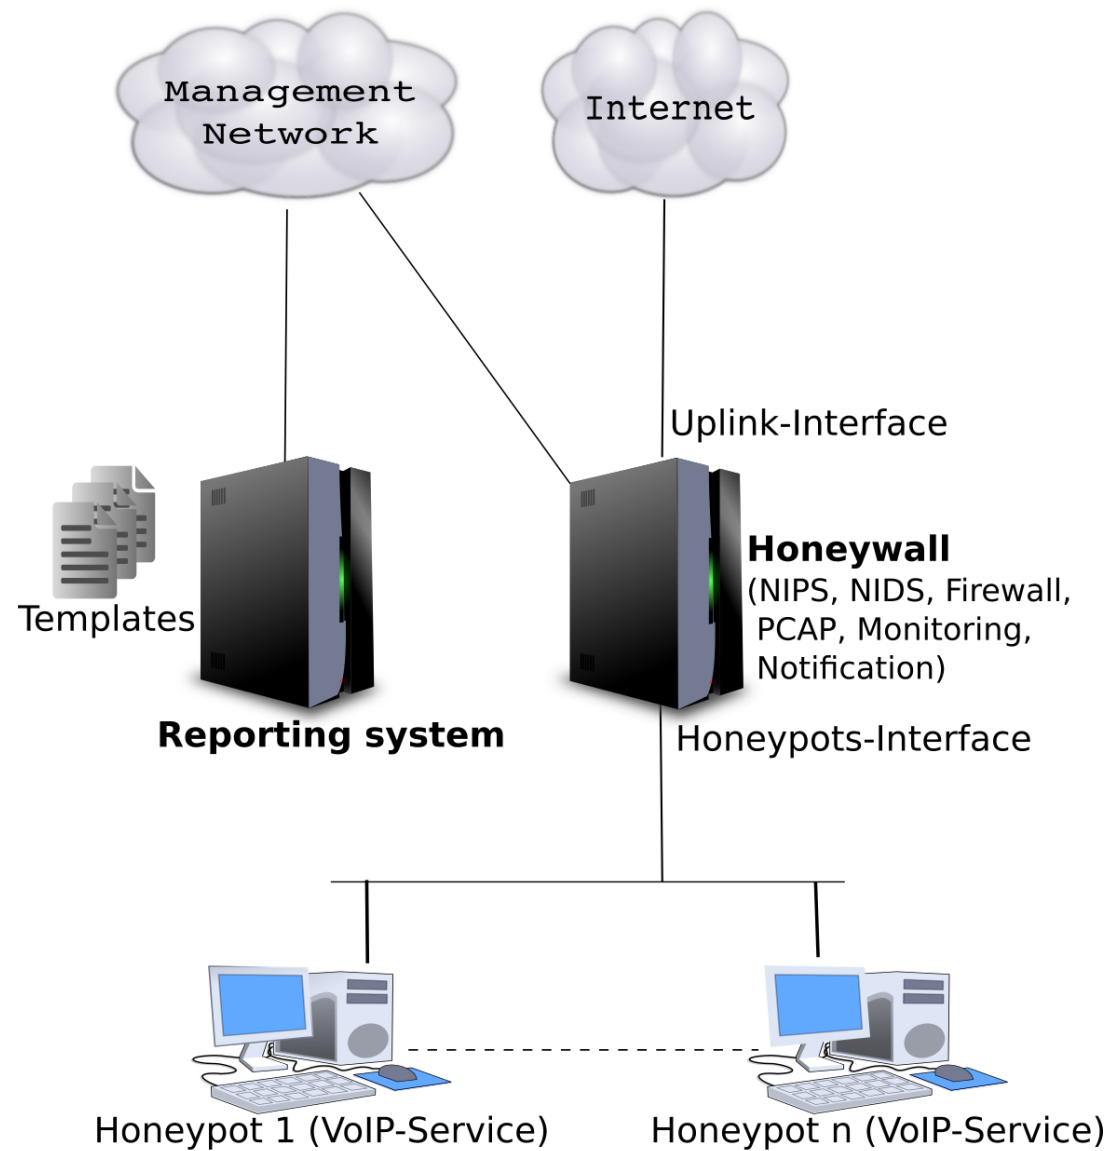 Management
Network
Internet
Uplink-Interface
Templates
Reporting system
Honeywall
(NIPS, NIDS, Firewall,
PCAP, Monitoring,
Notification)
Honeypots-Interface
Honeypot 1 (VoIP-Service)
Honeypot n (VoIP-Service)